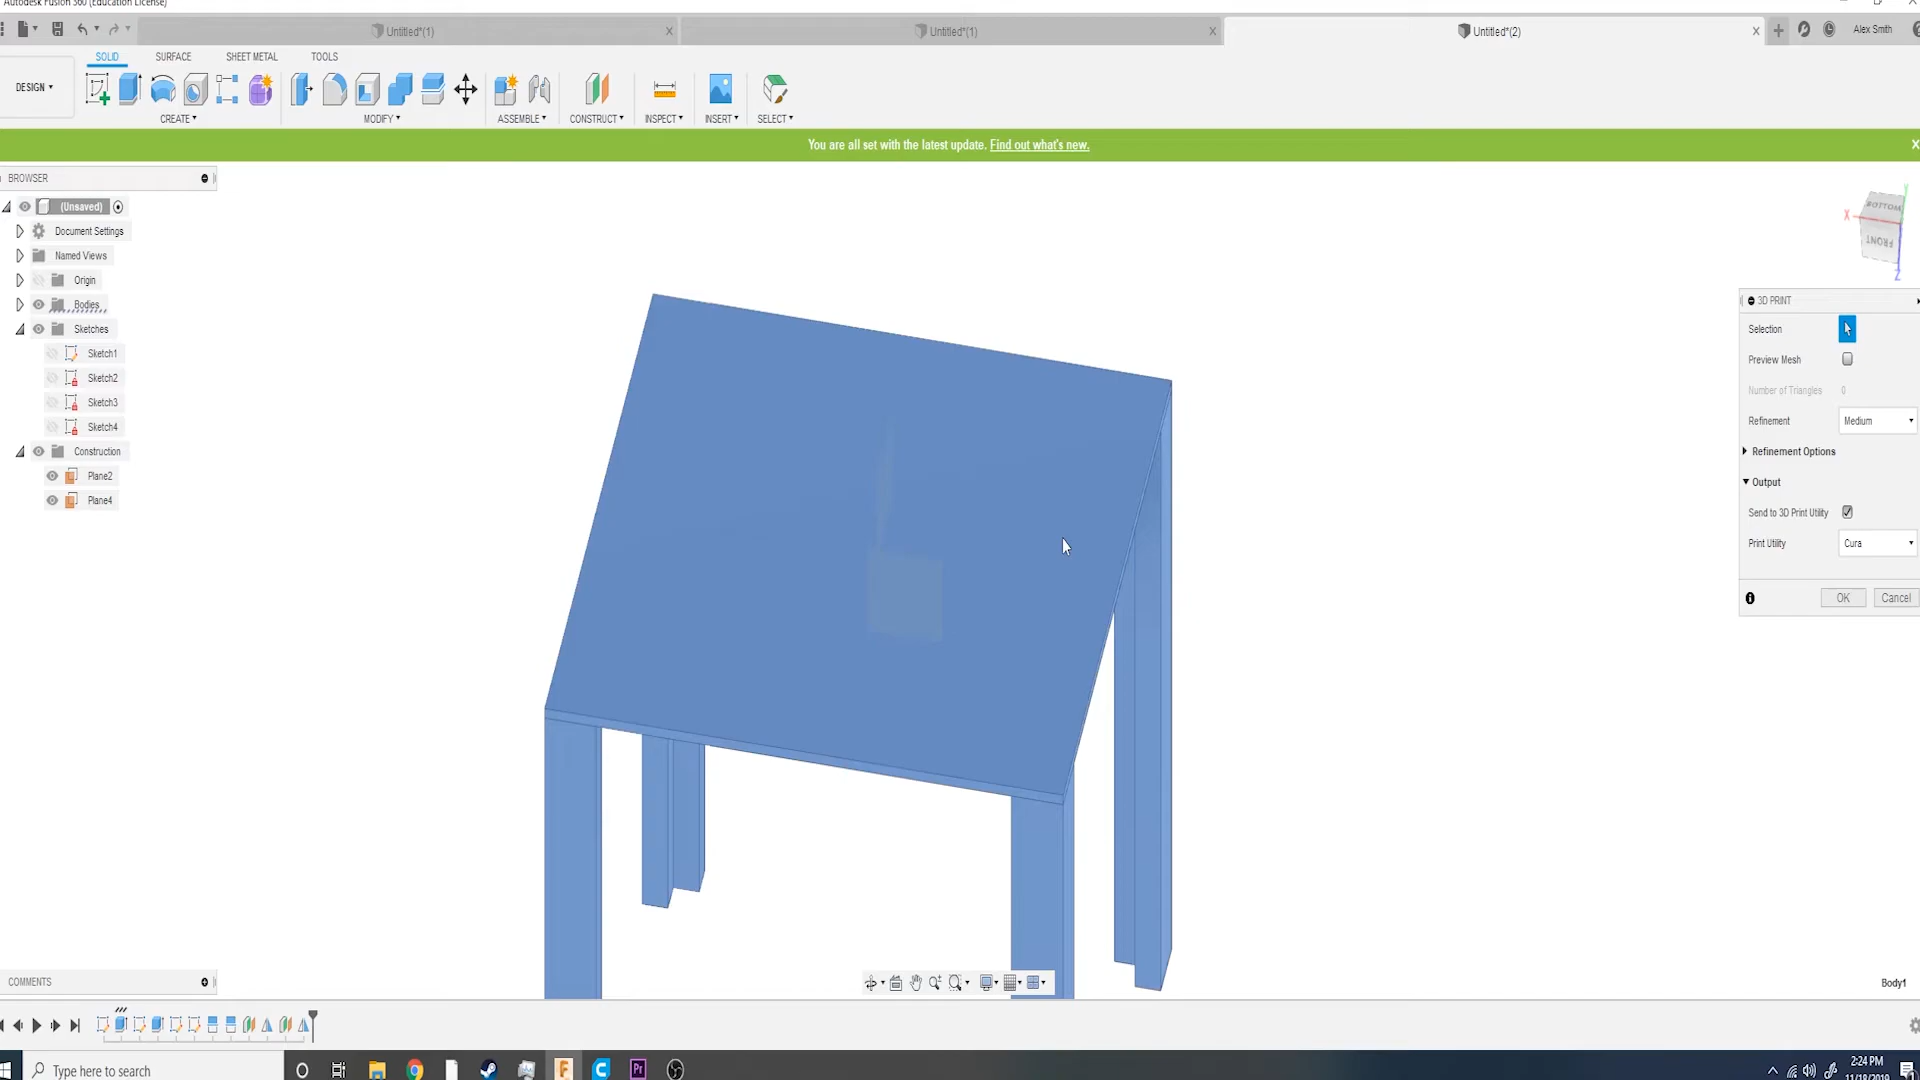 Autodesk Fusion 360 (Education License)
Untitled*(1)
Untitled*(1)
Untitled*(2)
Alex Smith
SOLID
SURFACE
SHEET METAL
TOOLS
DESIGN
CREATE
MODIFY
ASSEMBLE
CONSTRUCT
INSPECT
INSERT
SELECT
You are all set with the latest update. Find out what's new.
BROWSER
(Unsaved)
Document Settings
Named Views
Origin
Bodies
Sketches
Sketch1
Sketch2
Sketch3
Sketch4
Construction
Plane2
Plane4
Y
X
BOTTOM
FRONT
Z
3D PRINT
Selection
Preview Mesh
Number of Triangles 0
Refinement Medium
Refinement Options
Output
Send to 3D Print Utility
Print Utility Cura
OK Cancel
COMMENTS
Body1
Type here to search
2:24 PM
11/18/2019